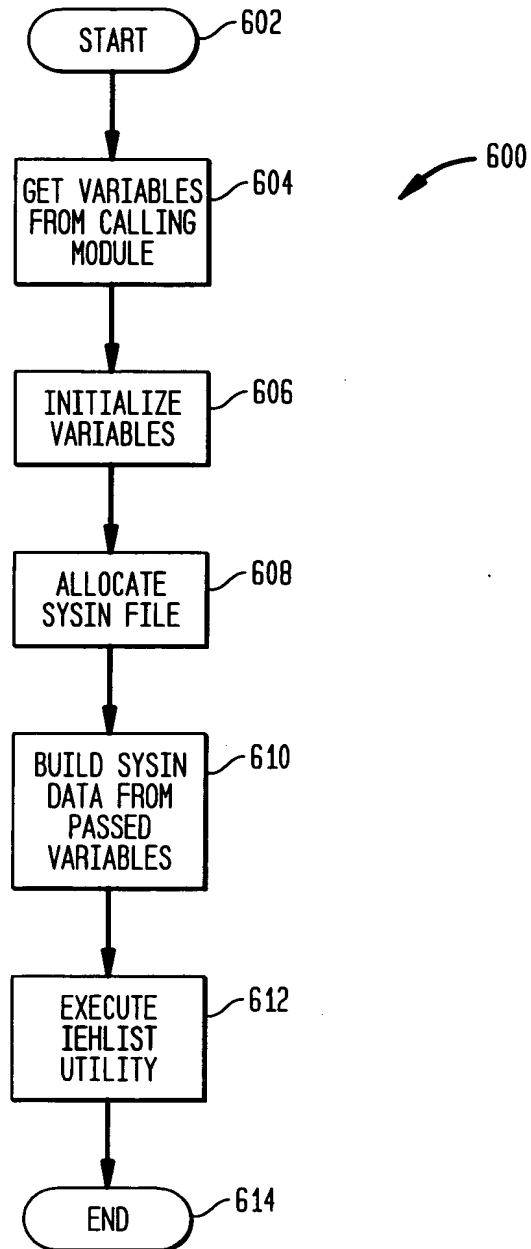 START
602
600
GET VARIABLES
FROM CALLING
MODULE
604
INITIALIZE
VARIABLES
606
ALLOCATE
SYSIN FILE
608
BUILD SYSIN
DATA FROM
PASSED
VARIABLES
610
EXECUTE
IEHLIST
UTILITY
612
END
614